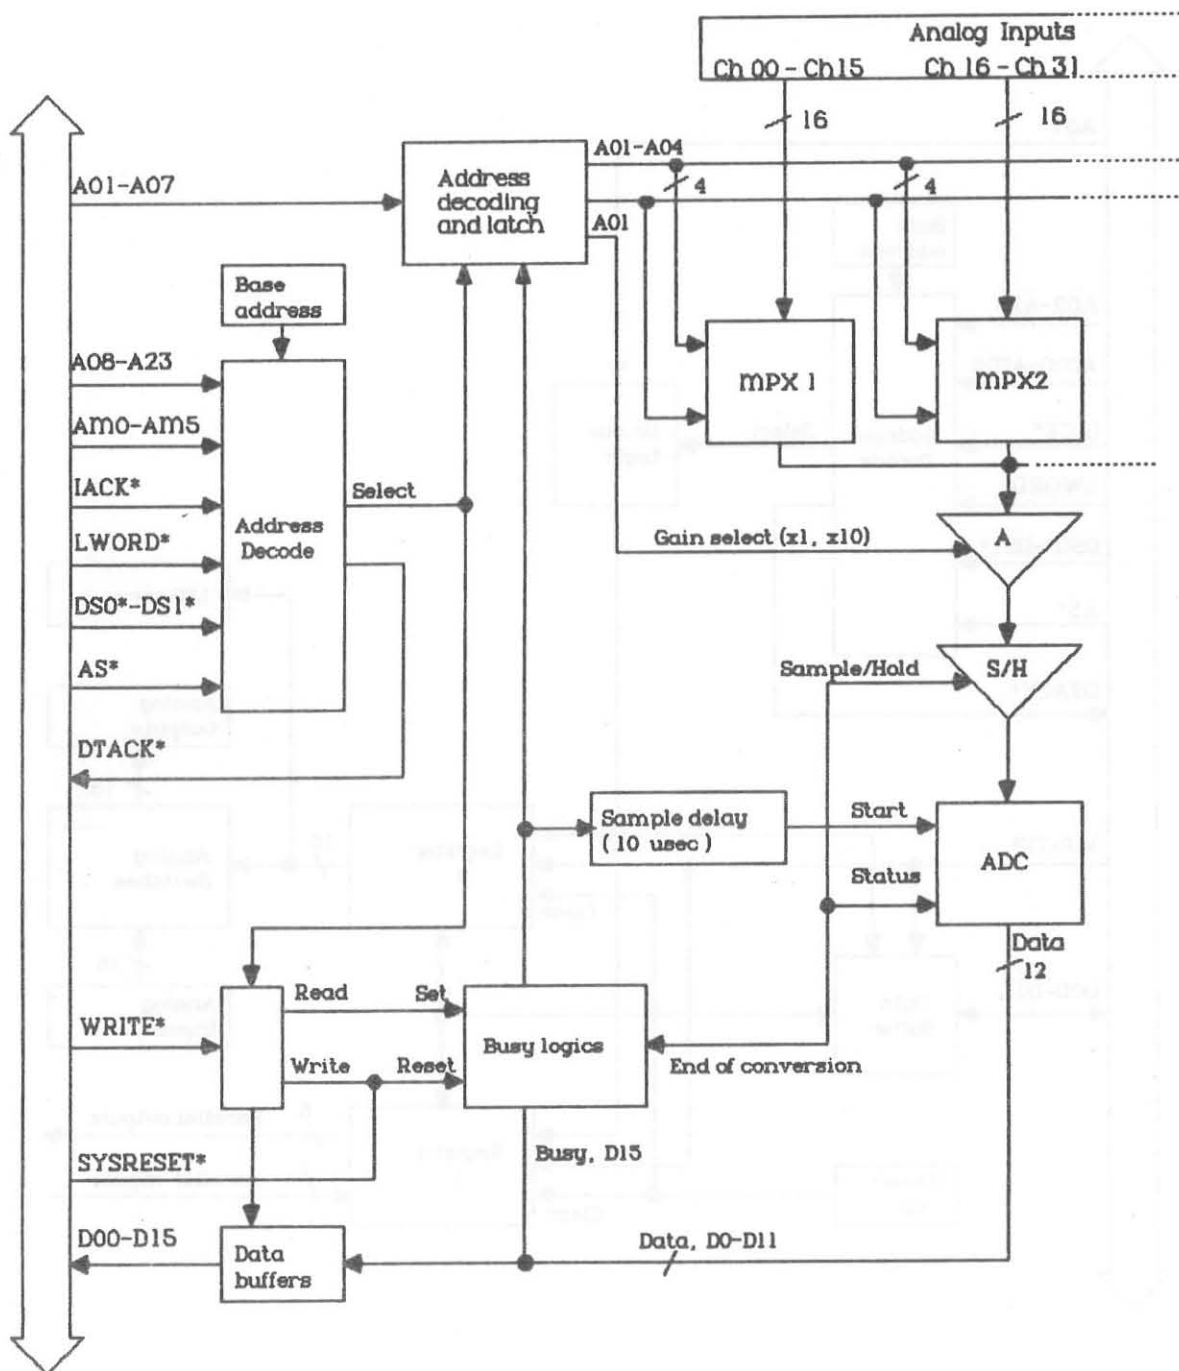 Analog Inputs
Ch 00 - Ch 15
Ch 16 - Ch 31
16
16
A01-A04
4
4
A01-A07
Address
decoding
and latch
A01
Base
address
A08-A23
AM0-AM5
IACK*
LWORD*
DS0*-DS1*
AS*
DTACK*
Address
Decode
Select
MPX 1
MPX2
Gain select (x1, x10)
A
Sample/Hold
S/H
Sample delay
( 10 usec )
Start
Status
ADC
Data
12
WRITE*
Read
Set
Write
Reset
Busy logics
End of conversion
SYSRESET*
Busy, D15
D00-D15
Data
buffers
Data, D0-D11